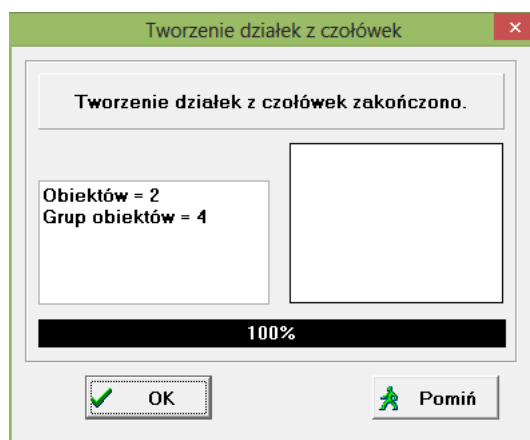 Tworzenie działek z czołówek
Tworzenie działek z czołówek zakończono.
Obiektów = 2
Grup obiektów = 4
100%
OK
Pomiń